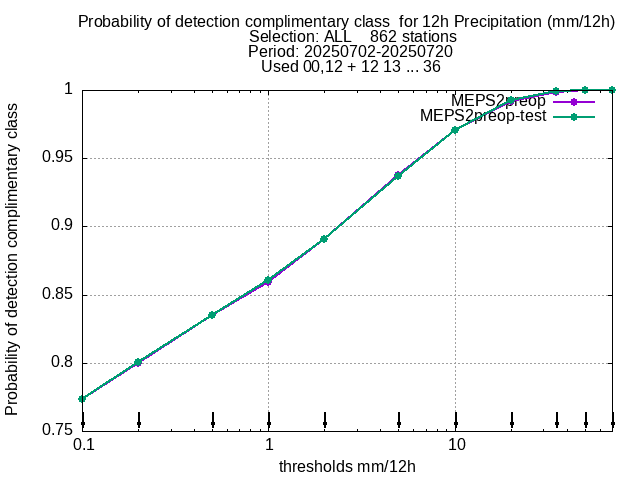 Probability of detection complimentary class  for 12h Precipitation (mm/12h)
Selection: ALL    862 stations
Period: 20250702-20250720
Used 00,12 + 12 13 ... 36
MEPS2preop
MEPS2preop-test
Probability of detection complimentary class
1
0.95
0.9
0.85
0.8
0.75
0.1 1 10
thresholds mm/12h